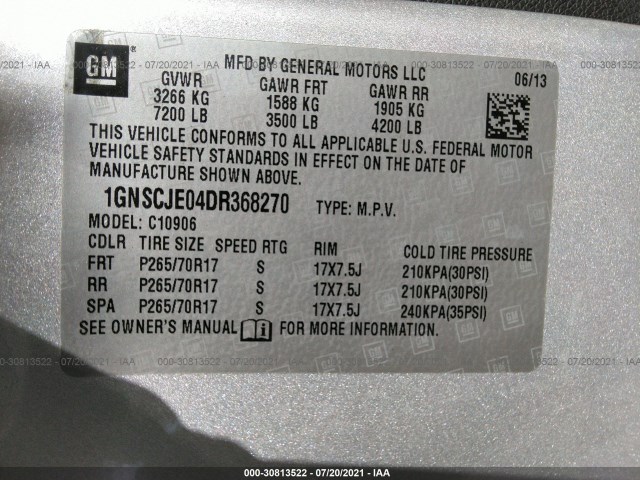 GM ®
MFD BY GENERAL MOTORS LLC
06/13
GVWR GAWR FRT GAWR RR
3266 KG 1588 KG 1905 KG
7200 LB 3500 LB 4200 LB
THIS VEHICLE CONFORMS TO ALL APPLICABLE U.S. FEDERAL MOTOR
VEHICLE SAFETY STANDARDS IN EFFECT ON THE DATE OF
MANUFACTURE SHOWN ABOVE.
1GNSCJE04DR368270 TYPE: M.P.V.
MODEL: C10906
CDLR TIRE SIZE SPEED RTG RIM COLD TIRE PRESSURE
FRT P265/70R17 S 17X7.5J 210KPA(30PSI)
RR P265/70R17 S 17X7.5J 210KPA(30PSI)
SPA P265/70R17 S 17X7.5J 240KPA(35PSI)
SEE OWNER'S MANUAL FOR MORE INFORMATION.
000-30813522 - 07/20/2021 - IAA